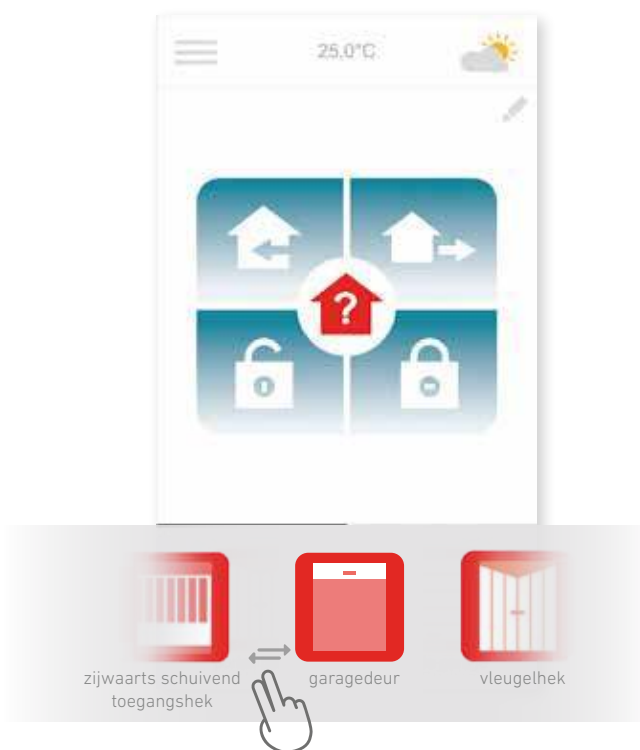 25.0°C
?
zijwaarts schuivend
toegangshek
garagedeur
vleugelhek